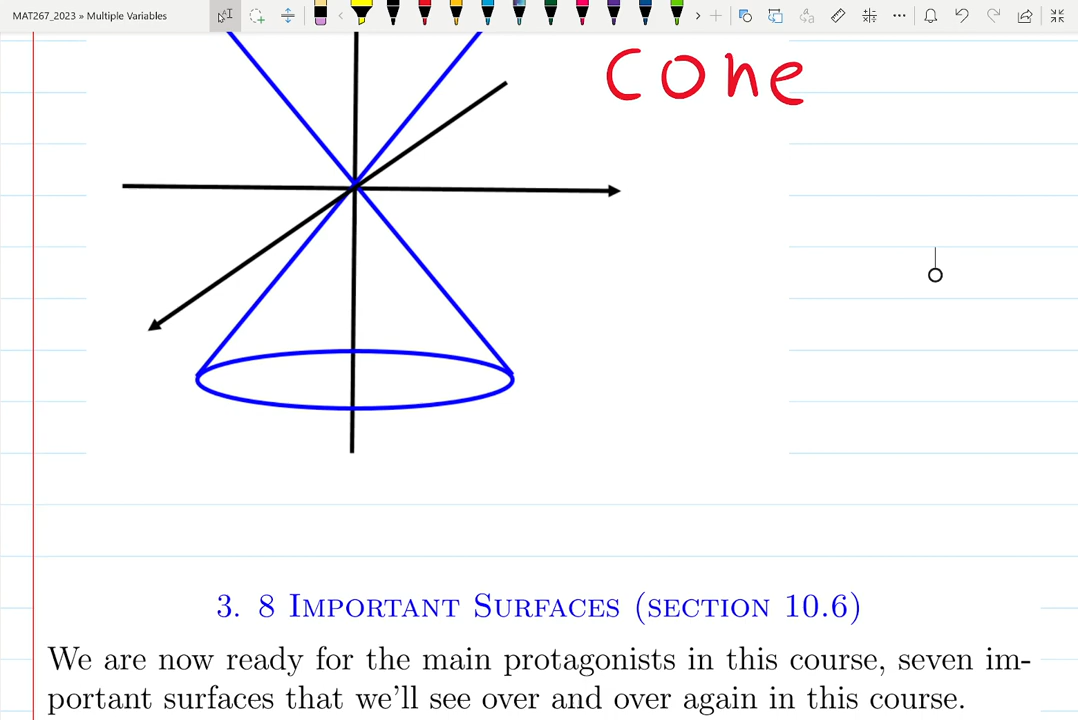 MAT267_2023 » Multiple Variables
cone
3. 8 IMPORTANT SURFACES (SECTION 10.6)
We are now ready for the main protagonists in this course, seven im-
portant surfaces that we'll see over and over again in this course.